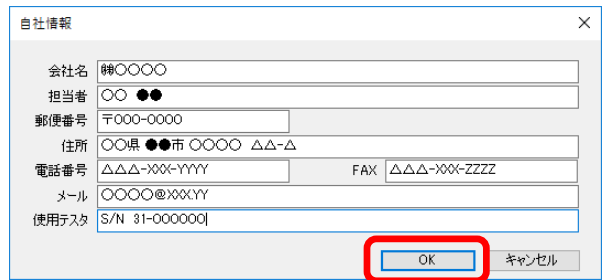 自社情報
会社名 ㈱〇〇〇〇
担当者 〇〇 ●●
郵便番号 〒000-0000
住所 〇〇県 ●●市 〇〇〇〇 △△-△
電話番号 △△△-XXX-YYYY FAX △△△-XXX-ZZZZ
メール 〇〇〇〇@XXX.YY
使用テスタ S/N 31-000000
OK キャンセル